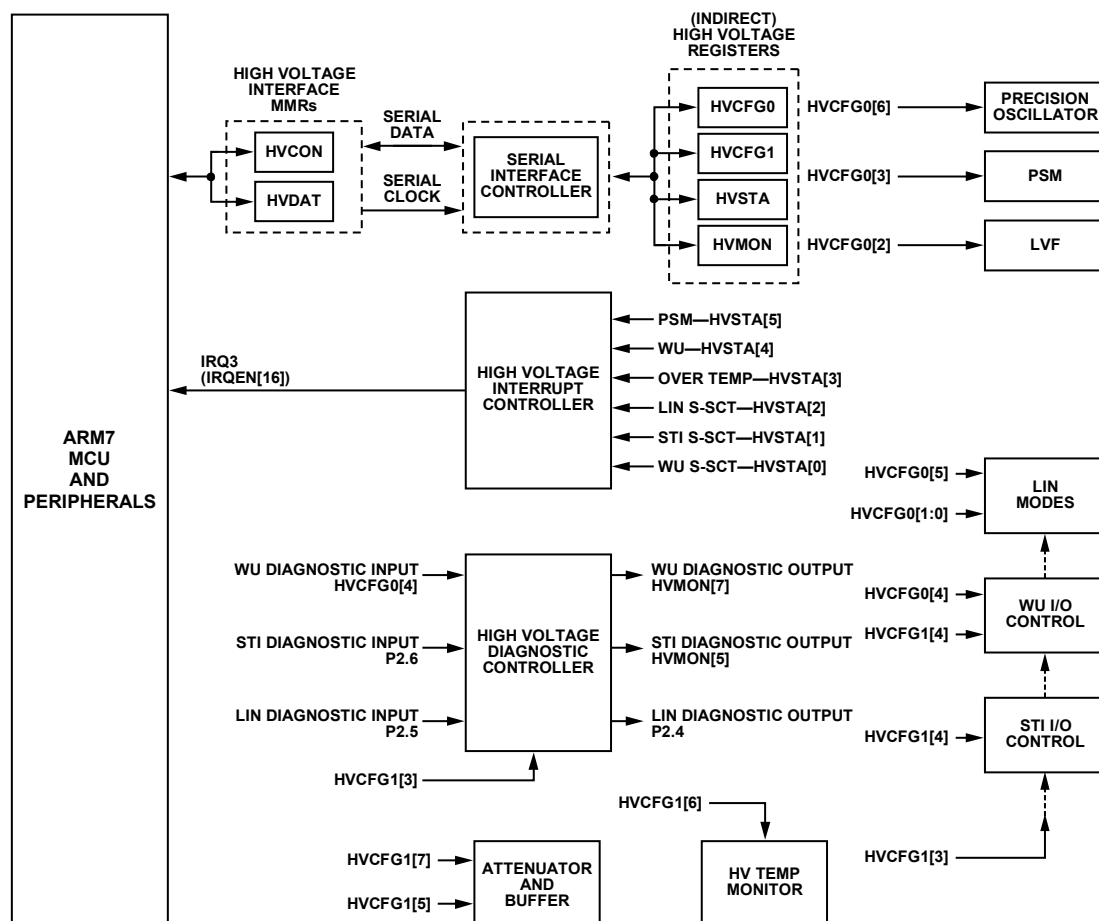 (INDIRECT)
HIGH VOLTAGE
REGISTERS
HIGH VOLTAGE
INTERFACE
MMRs
HVCON
HVDAT
SERIAL
DATA
SERIAL
CLOCK
SERIAL
INTERFACE
CONTROLLER
HVCFG0
HVCFG1
HVSTA
HVMON
HVCFG0[6]
PRECISION
OSCILLATOR
HVCFG0[3]
PSM
HVCFG0[2]
LVF
ARM7
MCU
AND
PERIPHERALS
IRQ3
(IRQEN[16])
HIGH VOLTAGE
INTERRUPT
CONTROLLER
PSM—HVSTA[5]
WU—HVSTA[4]
OVER TEMP—HVSTA[3]
LIN S-SCT—HVSTA[2]
STI S-SCT—HVSTA[1]
WU S-SCT—HVSTA[0]
HVCFG0[5]
HVCFG0[1:0]
LIN
MODES
WU DIAGNOSTIC INPUT
HVCFG0[4]
STI DIAGNOSTIC INPUT
P2.6
LIN DIAGNOSTIC INPUT
P2.5
HVCFG1[3]
HIGH VOLTAGE
DIAGNOSTIC
CONTROLLER
WU DIAGNOSTIC OUTPUT
HVMON[7]
STI DIAGNOSTIC OUTPUT
HVMON[5]
LIN DIAGNOSTIC OUTPUT
P2.4
HVCFG0[4]
HVCFG1[4]
WU I/O
CONTROL
HVCFG1[4]
STI I/O
CONTROL
HVCFG1[3]
HVCFG1[7]
HVCFG1[5]
ATTENUATOR
AND
BUFFER
HVCFG1[6]
HV TEMP
MONITOR